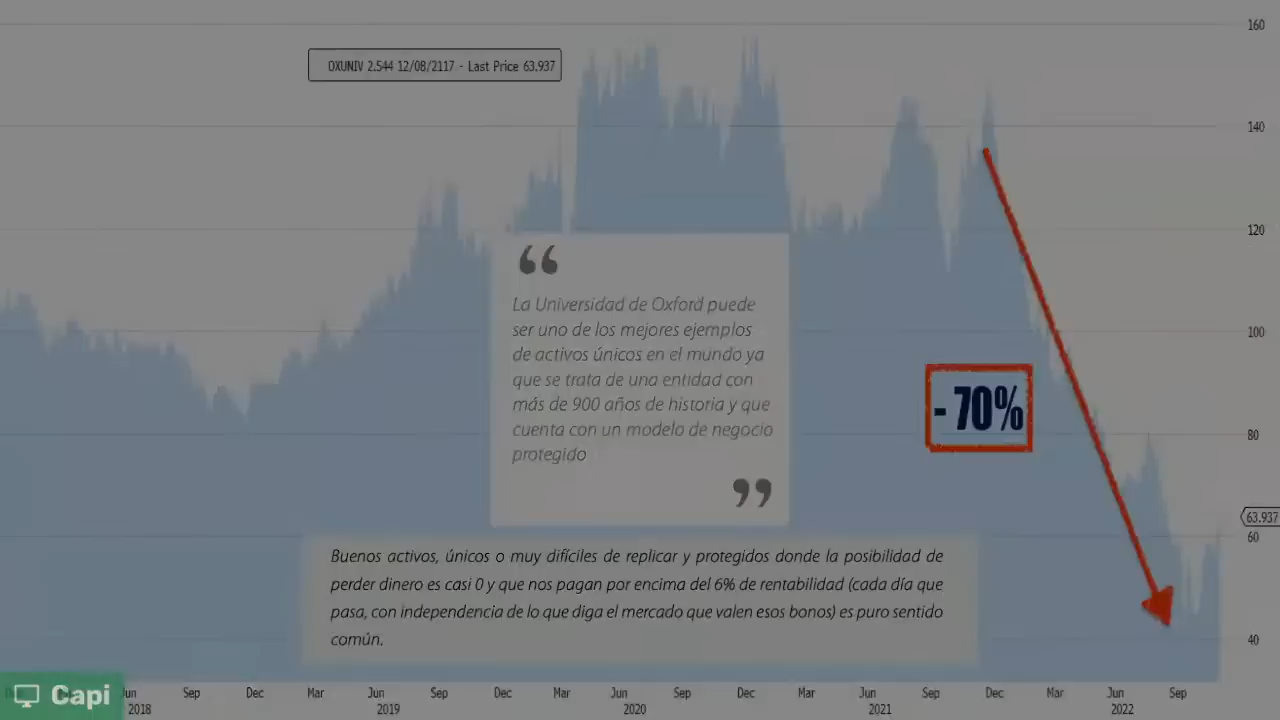 160
OXUNIV 2.544 12/08/2117 - Last Price 63.937
140
120
“
La Universidad de Oxford puede
ser uno de los mejores ejemplos
de activos únicos en el mundo ya
que se trata de una entidad con
más de 900 años de historia y que
cuenta con un modelo de negocio
protegido
”
100
- 70%
80
63.937
60
Buenos activos, únicos o muy difíciles de replicar y protegidos donde la posibilidad de
perder dinero es casi 0 y que nos pagan por encima del 6% de rentabilidad (cada día que
pasa, con independencia de lo que diga el mercado que valen esos bonos) es puro sentido
común.
40
Jun Sep Dec Mar Jun Sep Dec Mar Jun Sep Dec Mar Jun Sep Dec Mar Jun Sep
2018 2019 2020 2021 2022
Capi